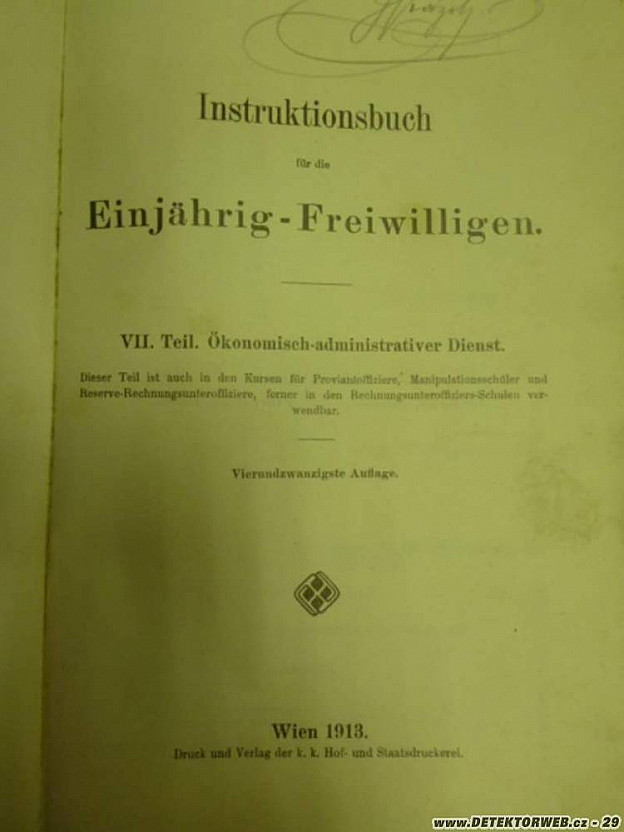 Instruktionsbuch
für die
Einjährig-Freiwilligen.
VII. Teil. Ökonomisch-administrativer Dienst.
Dieser Teil ist auch in den Kursen für Proviantoffiziere, Manipulationsschüler und
Reserve-Rechnungsunteroffiziere, ferner in den Rechnungsunteroffiziers-Schulen ver-
wendbar.
Vierundzwanzigste Auflage.
Wien 1913.
Druck und Verlag der k. k. Hof- und Staatsdruckerei.
www.DETEKTORWEB.cz - 29